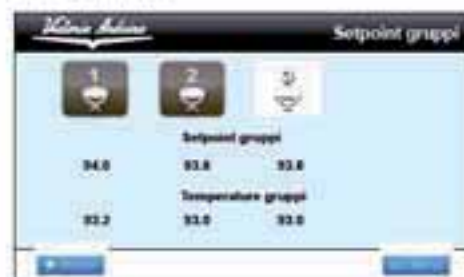 Victoria Arduino
Setpoint gruppi
1 2
Setpoint gruppi
94.0 93.8 93.8
Temperature gruppi
93.2 93.0 93.0